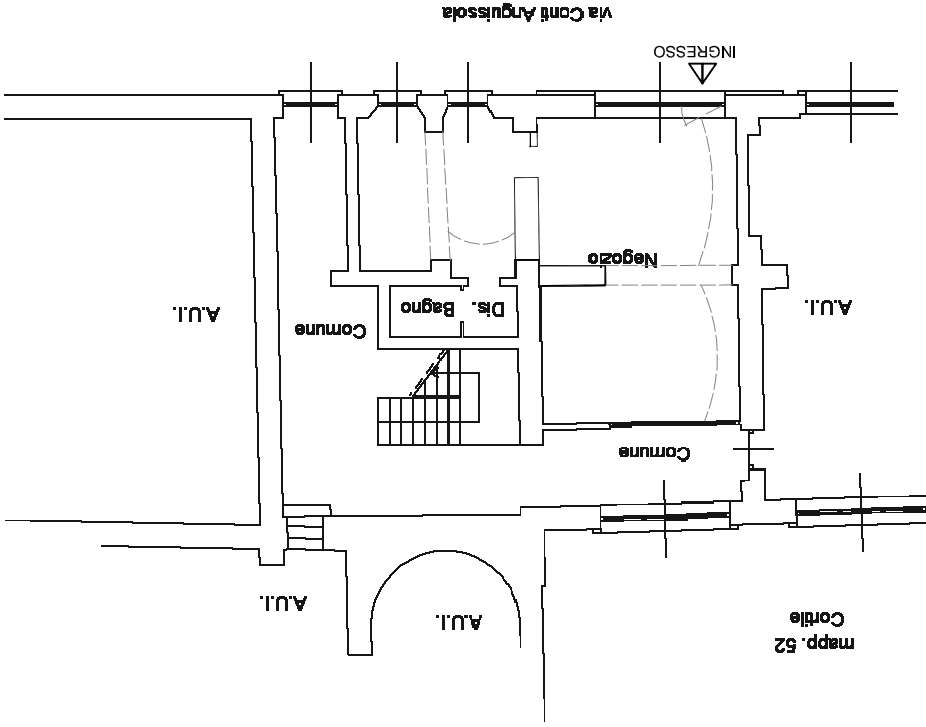 mapp. 52
Cortile
A.U.I.
A.U.I.
Comune
Comune
A.U.I.
Dis.
Bagno
A.U.I.
Negozio
INGRESSO
via Conti Anguissola